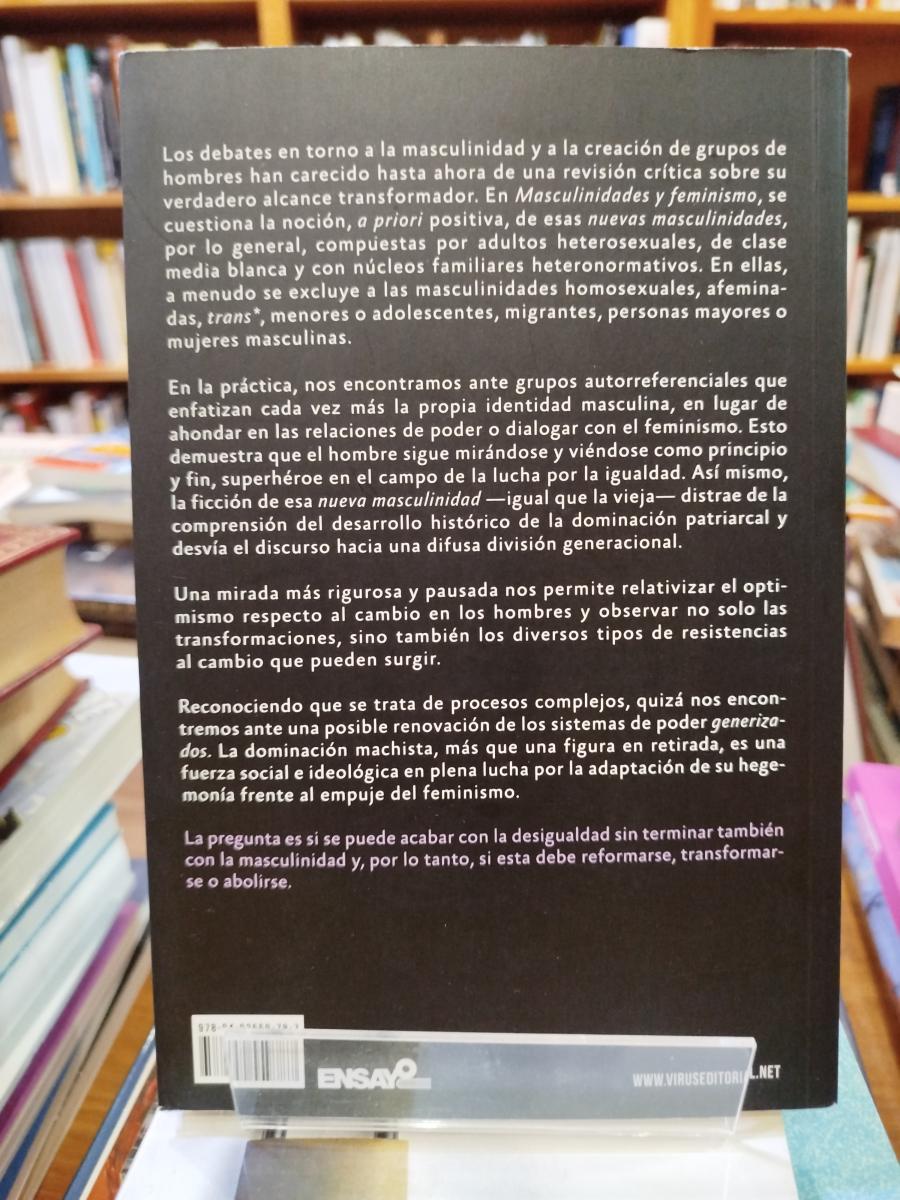 Los debates en torno a la masculinidad y a la creación de grupos de
hombres han carecido hasta ahora de una revisión crítica sobre su
verdadero alcance transformador. En Masculinidades y feminismo, se
cuestiona la noción, a priori positiva, de esas nuevas masculinidades,
por lo general, compuestas por adultos heterosexuales, de clase
media blanca y con núcleos familiares heteronormativos. En ellas,
a menudo se excluye a las masculinidades homosexuales, afemina-
das, trans*, menores o adolescentes, migrantes, personas mayores o
mujeres masculinas.
En la práctica, nos encontramos ante grupos autorreferenciales que
enfatizan cada vez más la propia identidad masculina, en lugar de
ahondar en las relaciones de poder o dialogar con el feminismo. Esto
demuestra que el hombre sigue mirándose y viéndose como principio
y fin, superhéroe en el campo de la lucha por la igualdad. Así mismo,
la ficción de esa nueva masculinidad —igual que la vieja— distrae de la
comprensión del desarrollo histórico de la dominación patriarcal y
desvía el discurso hacia una difusa división generacional.
Una mirada más rigurosa y pausada nos permite relativizar el opti-
mismo respecto al cambio en los hombres y observar no solo las
transformaciones, sino también los diversos tipos de resistencias
al cambio que pueden surgir.
Reconociendo que se trata de procesos complejos, quizá nos encon-
tremos ante una posible renovación de los sistemas de poder generiza-
dos. La dominación machista, más que una figura en retirada, es una
fuerza social e ideológica en plena lucha por la adaptación de su hege-
monía frente al empuje del feminismo.
La pregunta es si se puede acabar con la desigualdad sin terminar también
con la masculinidad y, por lo tanto, si esta debe reformarse, transformar-
se o abolirse.
ENSAYO
WWW.VIRUSEDITORIAL.NET